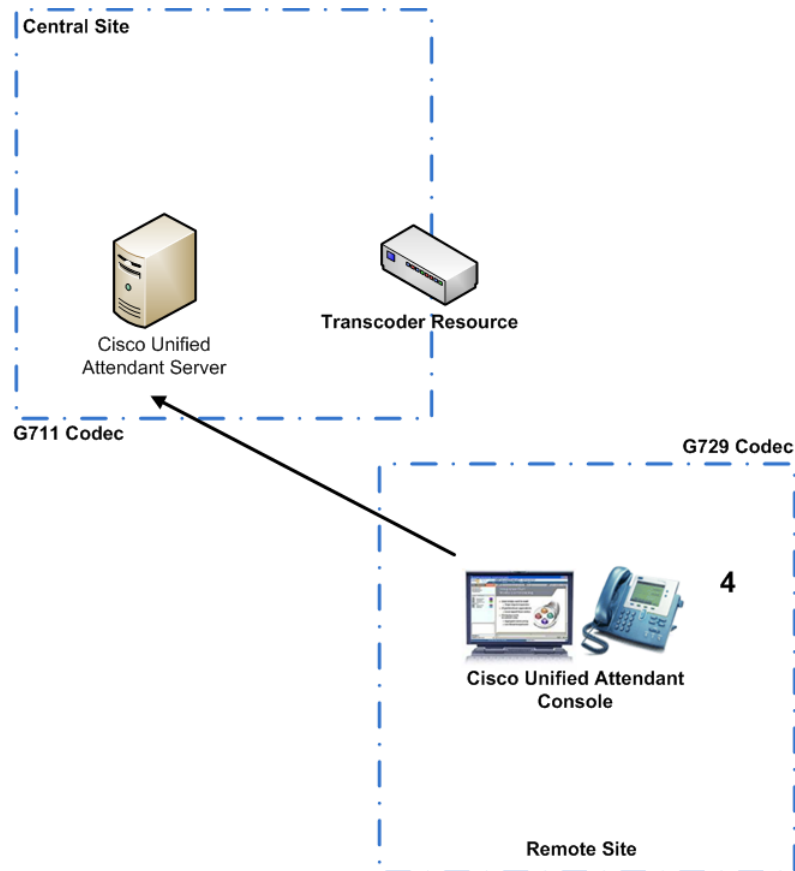 Central Site
Cisco Unified
Attendant Server
Transcoder Resource
G711 Codec
G729 Codec
4
Cisco Unified Attendant
Console
Remote Site